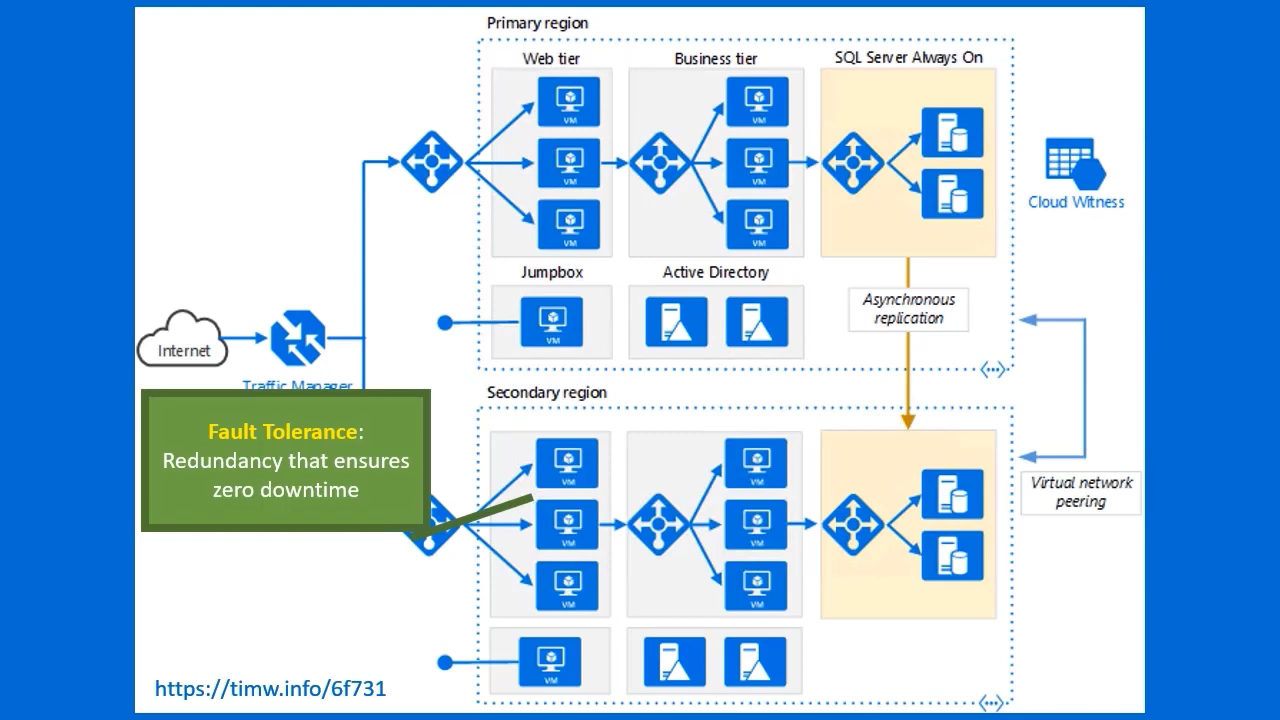 Primary region
Web tier
Business tier
SQL Server Always On
VM
VM
VM
VM
VM
VM
Cloud Witness
Jumpbox
Active Directory
VM
Asynchronous
replication
Internet
Traffic Manager
Secondary region
Fault Tolerance:
Redundancy that ensures
zero downtime
VM
VM
VM
VM
VM
VM
Virtual network
peering
VM
https://timw.info/6f731